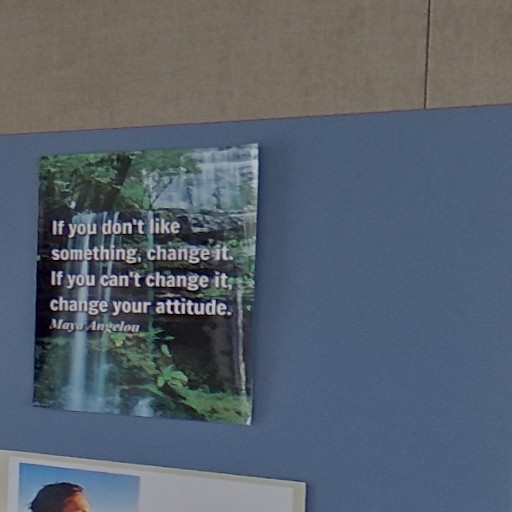 If you don't like
something, change it.
If you can't change it,
change your attitude.
Maya Angelou